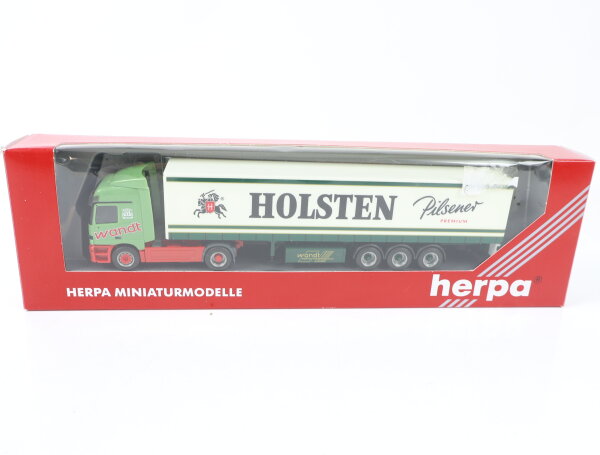 HOLSTEN Pilsener
PREMIUM
wandt
wandt
HERPA MINIATURMODELLE
herpa®